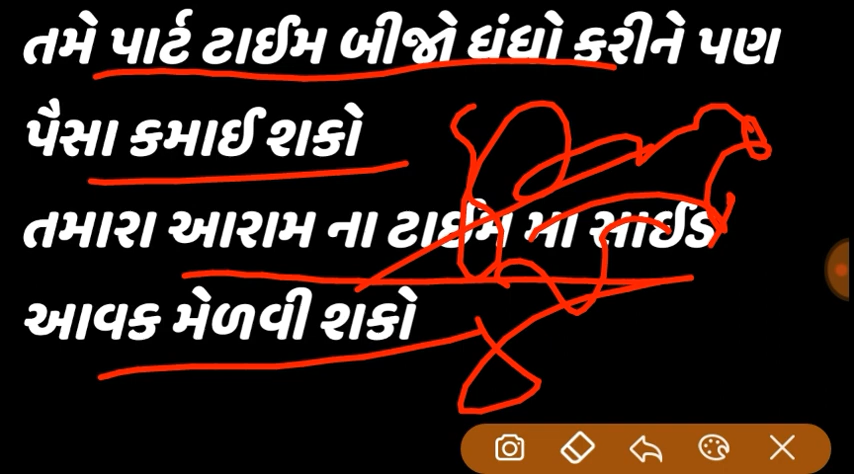 તમે પાર્ટ ટાઈમ બીજો ધંધો કરીને પણ
પૈસા કમાઈ શકો
તમારા આરામ ના ટાઈમ મા સાઈડ
આવક મેળવી શકો